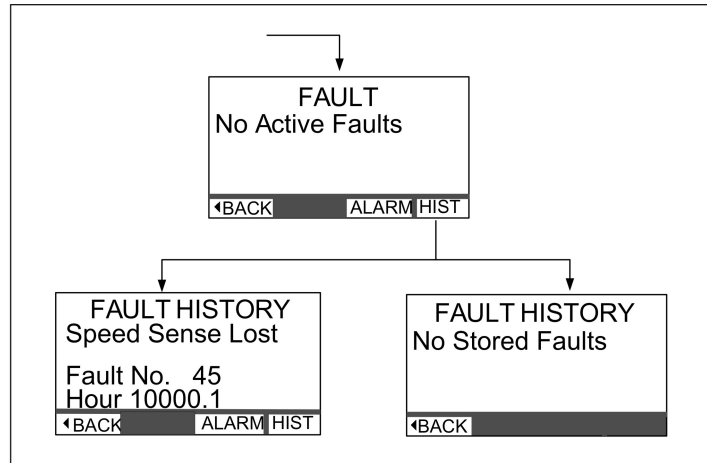 FAULT
No Active Faults
◂BACK ALARM HIST
FAULT HISTORY
Speed Sense Lost
Fault No. 45
Hour 10000.1
◂BACK ALARM HIST
FAULT HISTORY
No Stored Faults
◂BACK